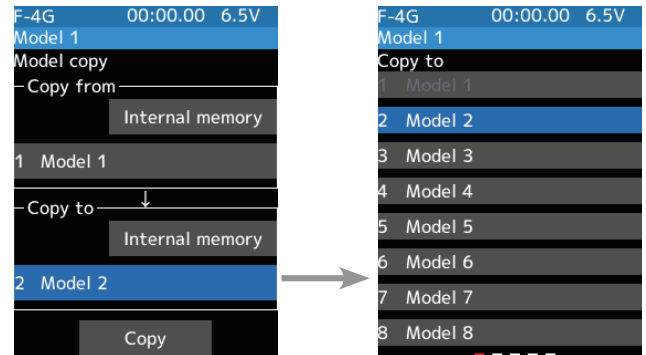 F-4G 00:00.00 6.5V
Model 1
Model copy
Copy from
Internal memory
1 Model 1
↓
Copy to
Internal memory
2 Model 2
Copy
F-4G 00:00.00 6.5V
Model 1
Copy to
1 Model 1
2 Model 2
3 Model 3
4 Model 4
5 Model 5
6 Model 6
7 Model 7
8 Model 8